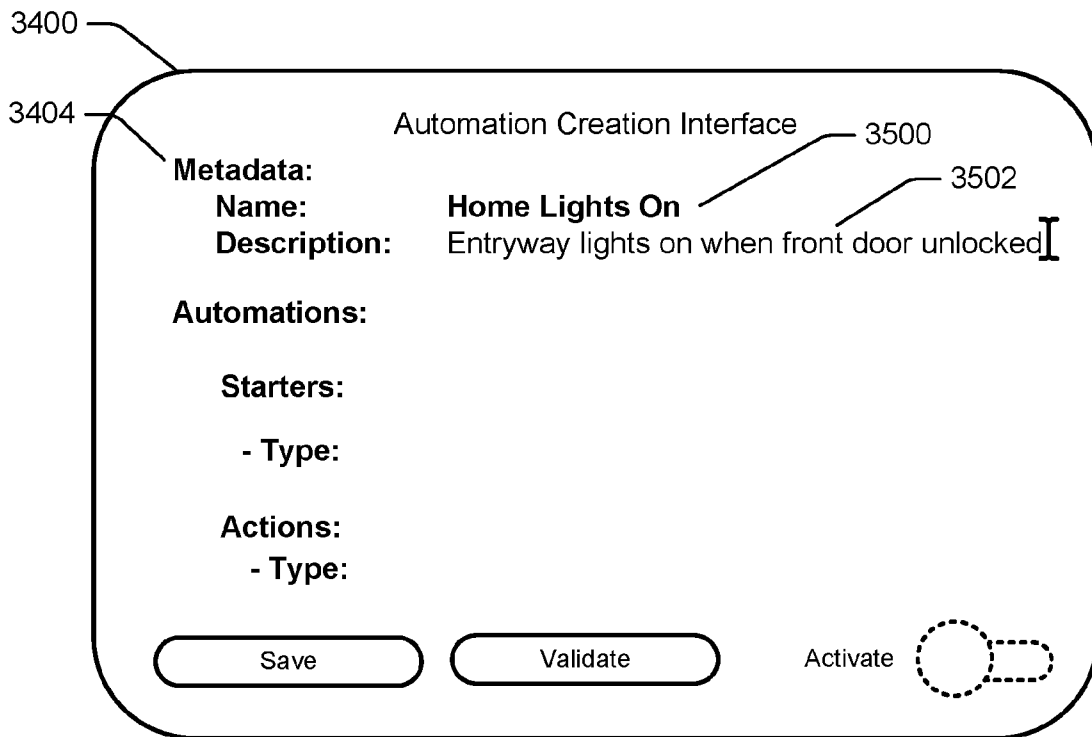 3400
3404
Automation Creation Interface
3500
Metadata:
3502
Name: Home Lights On
Description: Entryway lights on when front door unlocked
Automations:
Starters:
- Type:
Actions:
- Type:
Save Validate Activate